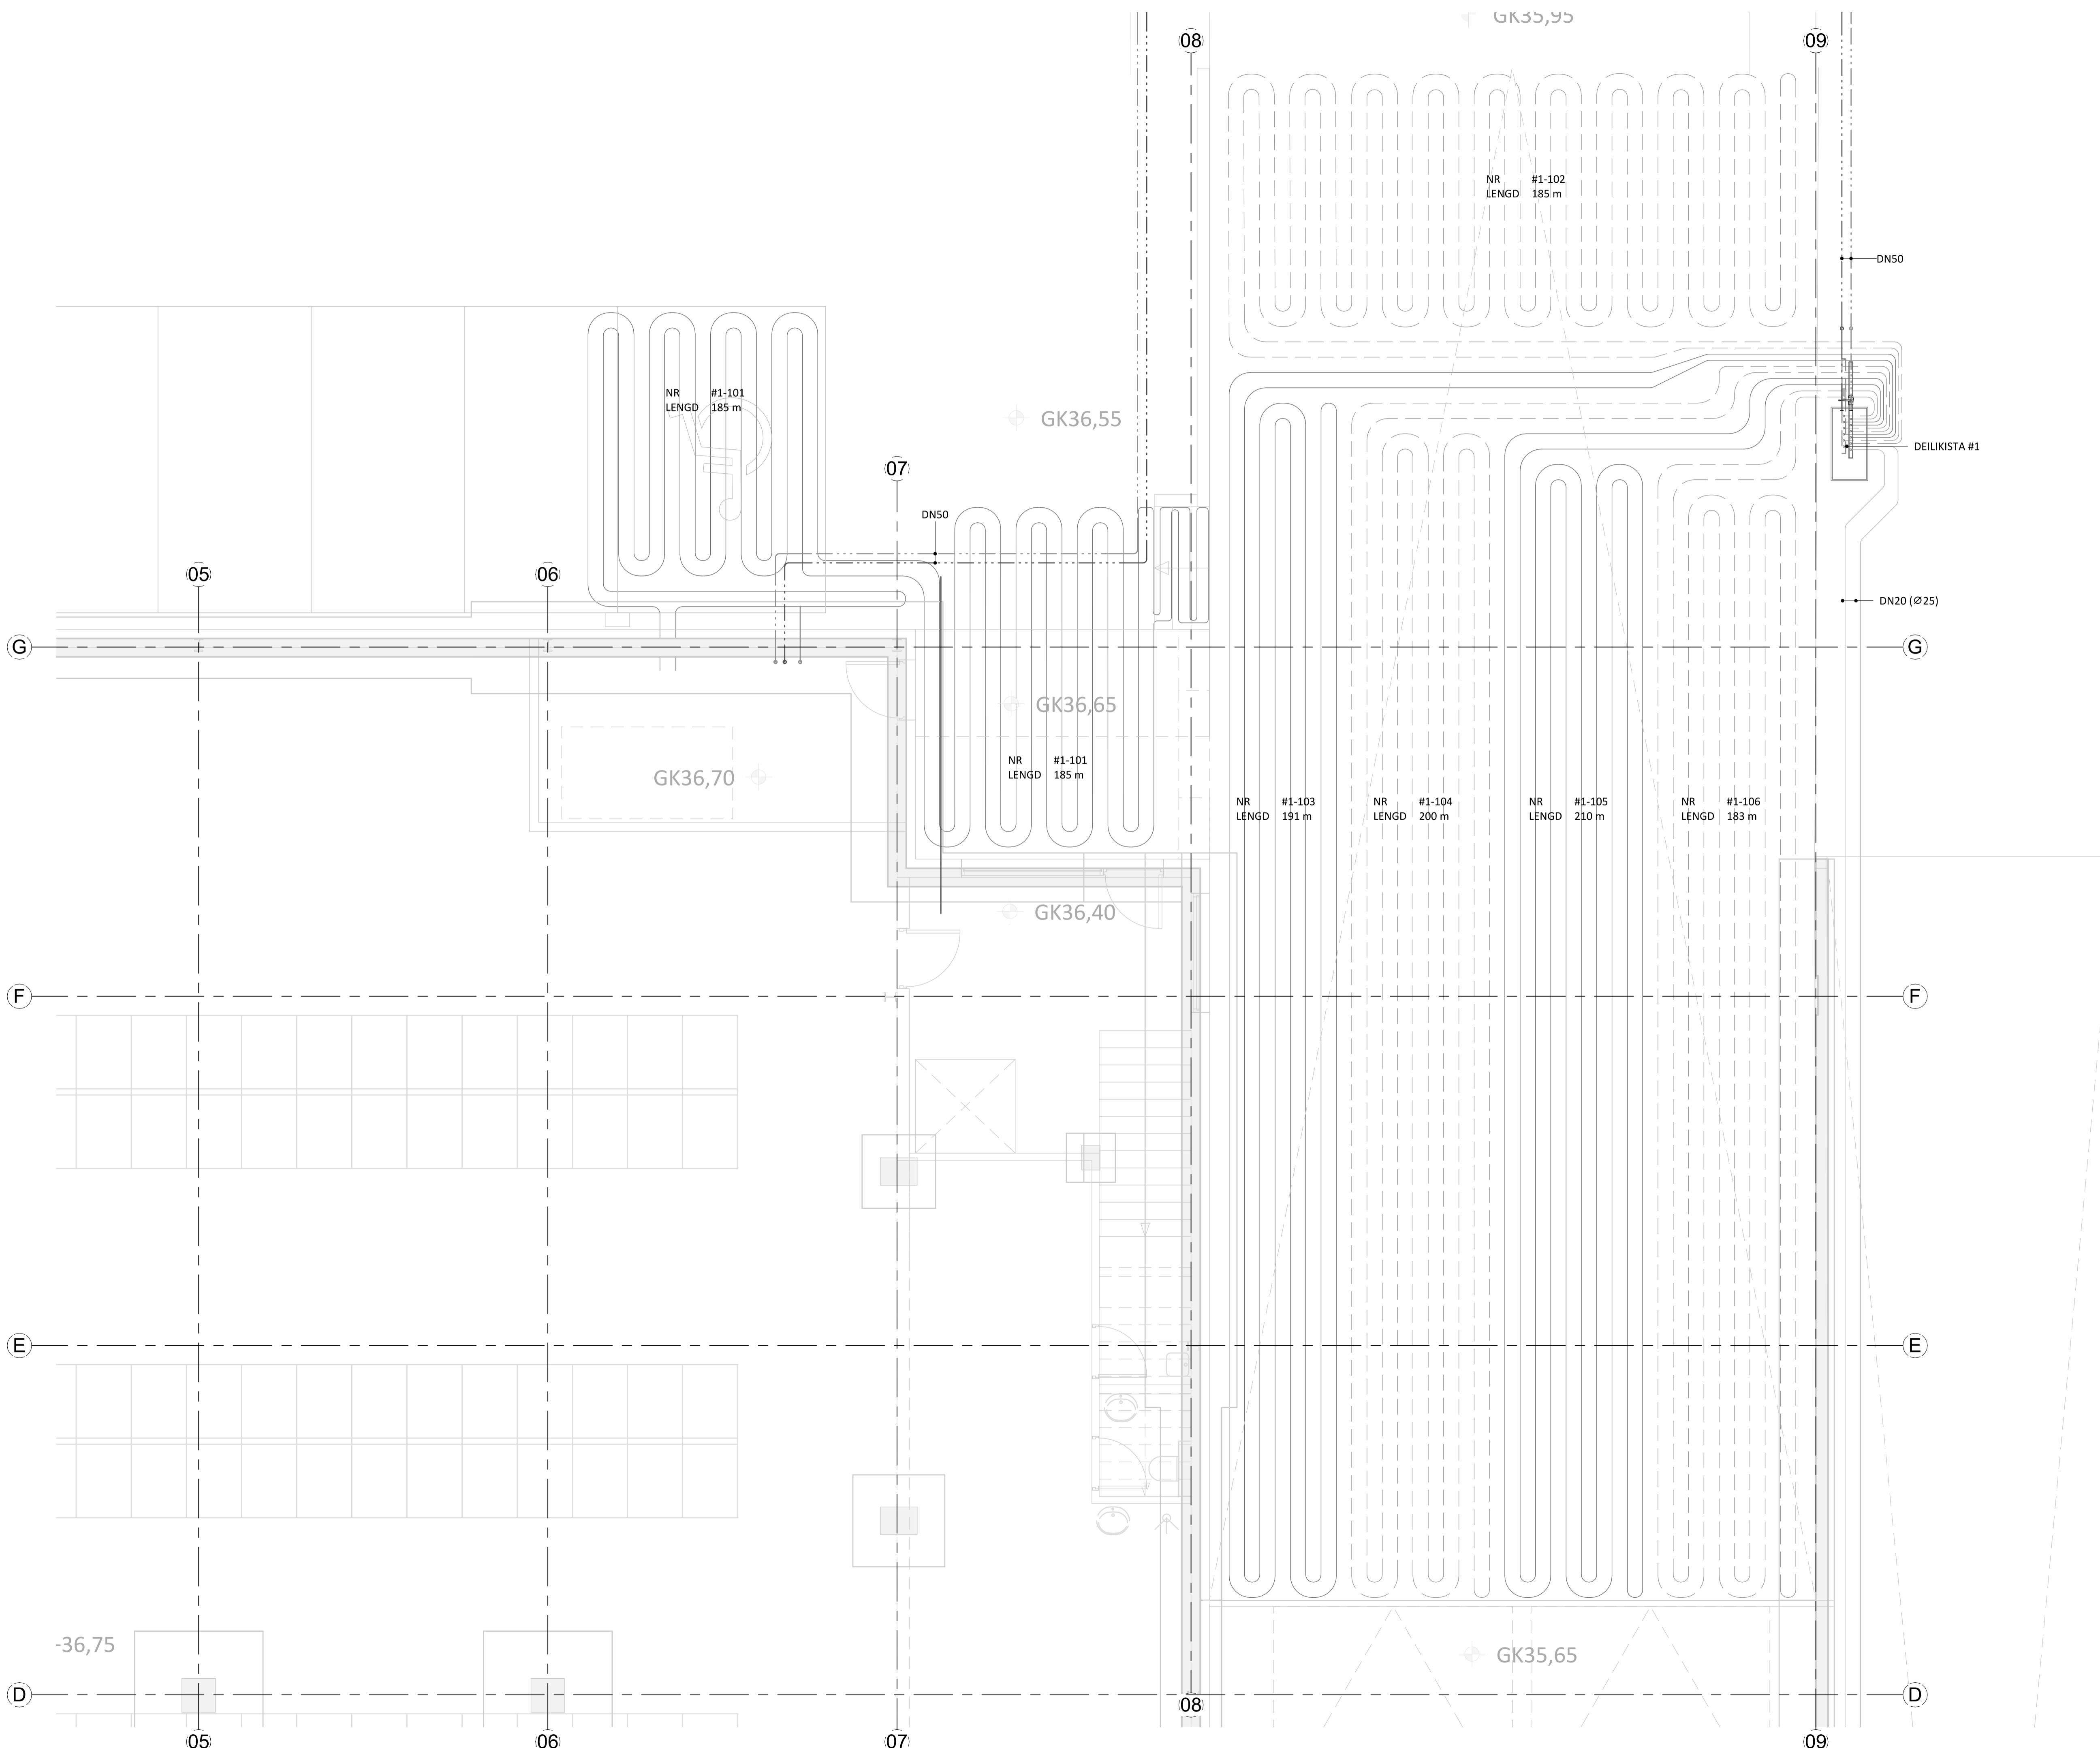 GK35,95
08
09
NR #1-102
LENGD 185 m
DN50
NR #1-101
LENGD 185 m
GK36,55
DEILIKISTA #1
07
DN50
05
06
DN20 (Ø25)
G
G
GK36,65
NR #1-101
LENGD 185 m
GK36,70
NR #1-103
LENGD 191 m
NR #1-104
LENGD 200 m
NR #1-105
LENGD 210 m
NR #1-106
LENGD 183 m
GK36,40
F
F
E
E
-36,75
GK35,65
D
D
08
05
06
07
09